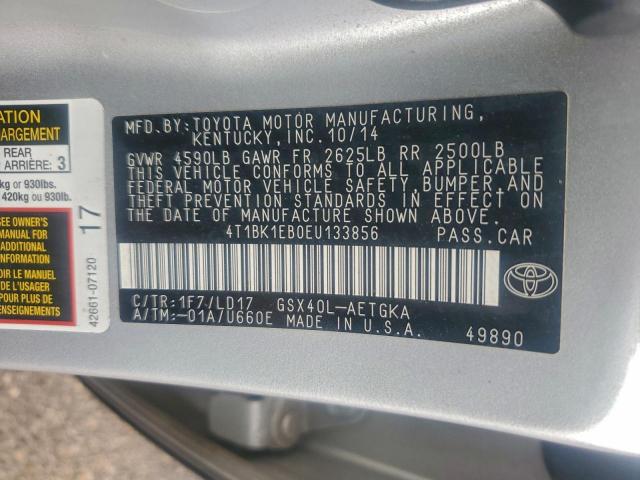 MFD.BY:TOYOTA MOTOR MANUFACTURING,
KENTUCKY, INC. 10/14
GVWR 4590LB GAWR FR 2625LB RR 2500LB
THIS VEHICLE CONFORMS TO ALL APPLICABLE
FEDERAL MOTOR VEHICLE SAFETY,BUMPER,AND
THEFT PREVENTION STANDARDS IN EFFECT ON
THE DATE OF MANUFACTURE SHOWN ABOVE.
4T1BK1EB0EU133856 PASS.CAR
C/TR:1F7/LD17 GSX40L-AETGKA
A/TM:-01A/U660E MADE IN U.S.A.
49890
ATION
HARGEMENT
REAR
ARRIÈRE: 3
kg or 930lbs.
420kg ou 930lb.
SEE OWNER'S
MANUAL FOR
ADDITIONAL
INFORMATION
OIR LE MANUEL
DE
POUR PLUS DE
RENSEIGNEMENTS.
17
42661-07120